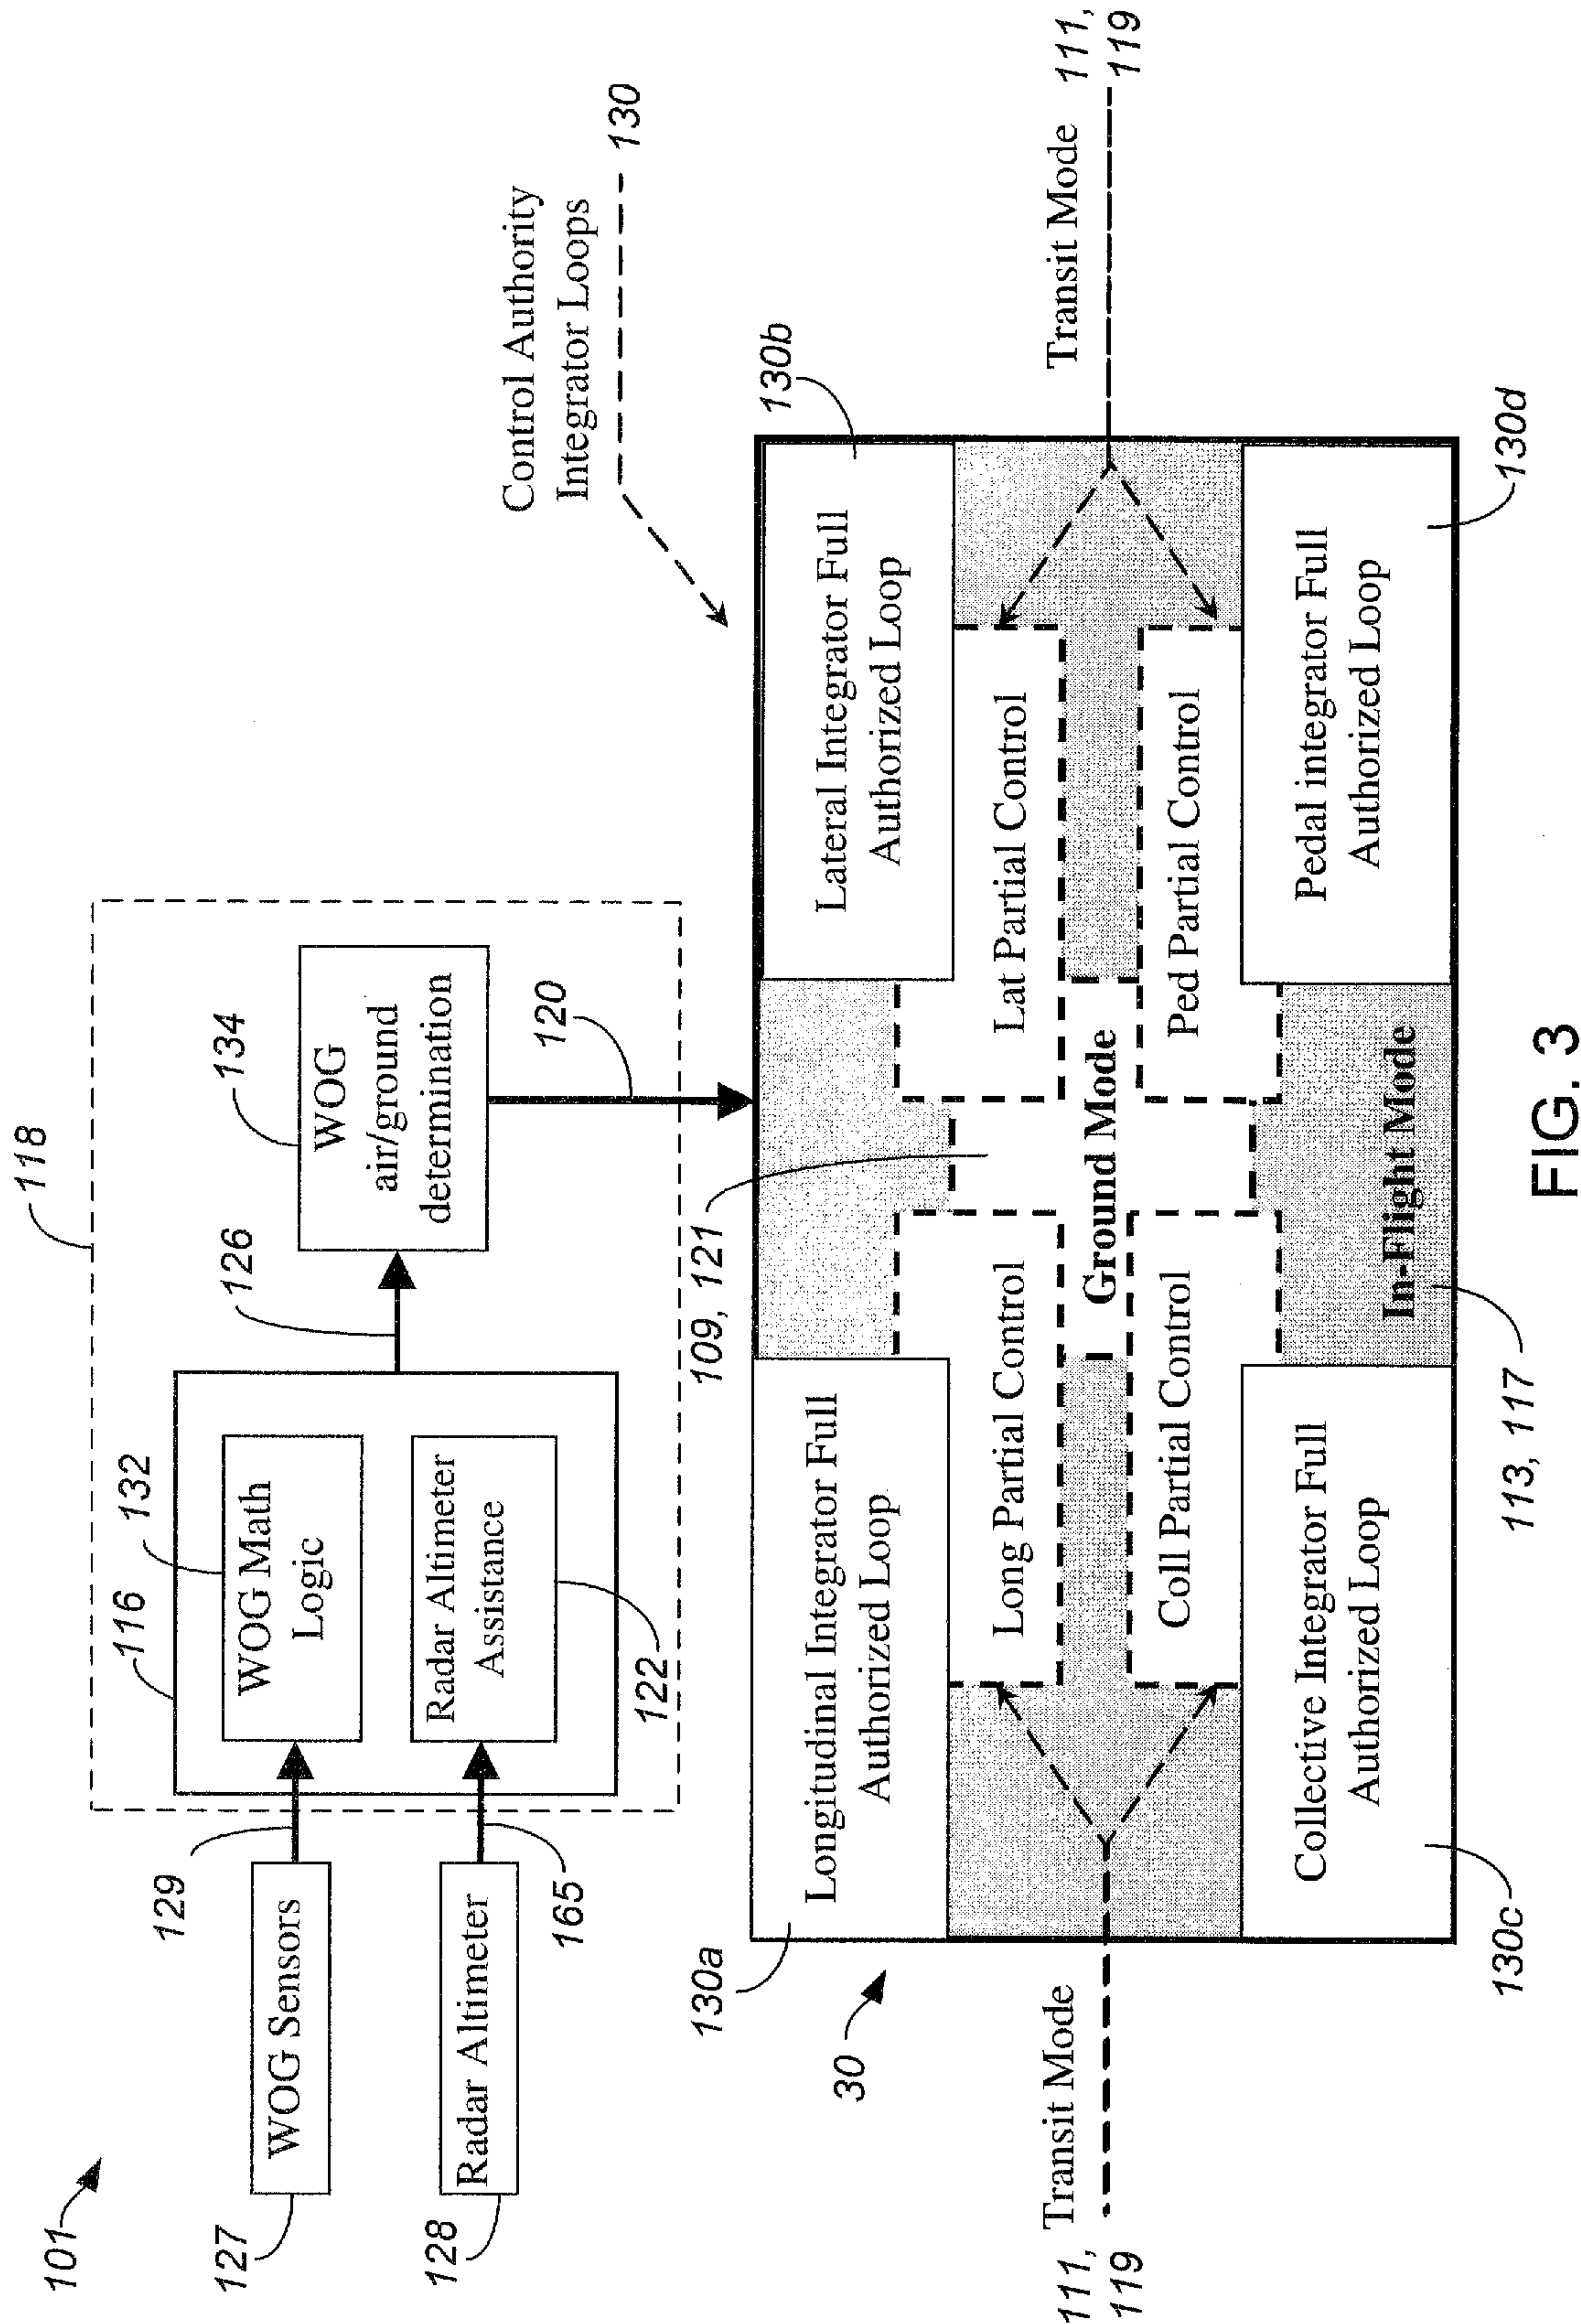 101
127
WOG Sensors
129
128
Radar Altimeter
165
116
132
WOG Math
Logic
Radar Altimeter
Assistance
122
118
126
134
WOG
air/ground
determination
120
Control Authority
Integrator Loops
130
30
130a
Longitudinal Integrator Full
Authorized Loop
109, 121
130b
Lateral Integrator Full
Authorized Loop
Long Partial Control
Lat Partial Control
111,
119
Transit Mode
Ground Mode
Transit Mode
111,
119
Coll Partial Control
Ped Partial Control
Collective Integrator Full
Authorized Loop
130c
In-Flight Mode
113, 117
Pedal integrator Full
Authorized Loop
130d
FIG. 3